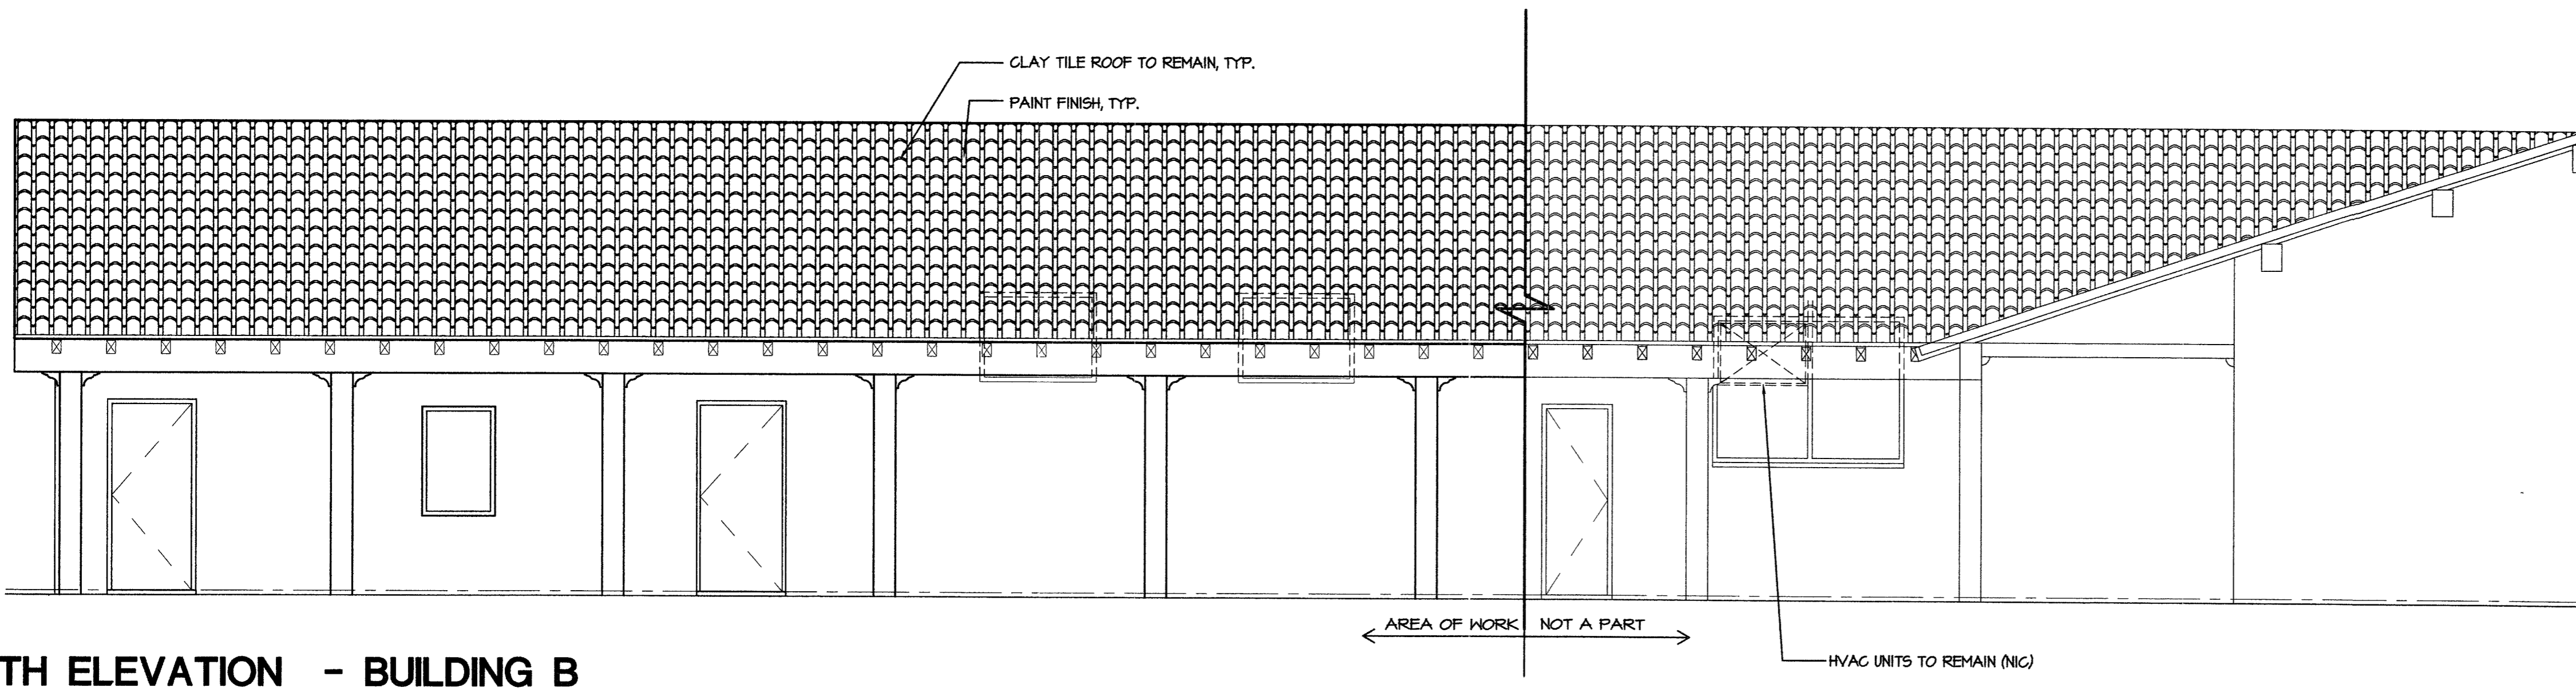 CLAY TILE ROOF TO REMAIN, TYP.
PAINT FINISH, TYP.
AREA OF WORK NOT A PART
HVAC UNITS TO REMAIN (NIC)
TH ELEVATION - BUILDING B